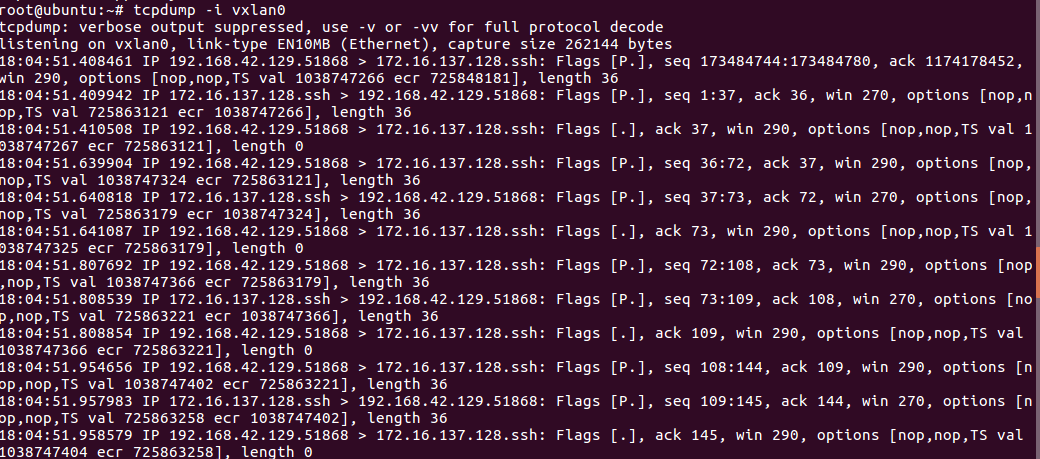 root@ubuntu:~# tcpdump -i vxlan0
tcpdump: verbose output suppressed, use -v or -vv for full protocol decode
listening on vxlan0, link-type EN10MB (Ethernet), capture size 262144 bytes
18:04:51.408461 IP 192.168.42.129.51868 > 172.16.137.128.ssh: Flags [P.], seq 173484744:173484780, ack 1174178452,
win 290, options [nop,nop,TS val 1038747266 ecr 725848181], length 36
18:04:51.409942 IP 172.16.137.128.ssh > 192.168.42.129.51868: Flags [P.], seq 1:37, ack 36, win 270, options [nop,n
op,TS val 725863121 ecr 1038747266], length 36
18:04:51.410508 IP 192.168.42.129.51868 > 172.16.137.128.ssh: Flags [.], ack 37, win 290, options [nop,nop,TS val 1
038747267 ecr 725863121], length 0
18:04:51.639904 IP 192.168.42.129.51868 > 172.16.137.128.ssh: Flags [P.], seq 36:72, ack 37, win 290, options [nop,
nop,TS val 1038747324 ecr 725863121], length 36
18:04:51.640818 IP 172.16.137.128.ssh > 192.168.42.129.51868: Flags [P.], seq 37:73, ack 72, win 270, options [nop,
nop,TS val 725863179 ecr 1038747324], length 36
18:04:51.641087 IP 192.168.42.129.51868 > 172.16.137.128.ssh: Flags [.], ack 73, win 290, options [nop,nop,TS val 1
038747325 ecr 725863179], length 0
18:04:51.807692 IP 192.168.42.129.51868 > 172.16.137.128.ssh: Flags [P.], seq 72:108, ack 73, win 290, options [nop
,nop,TS val 1038747366 ecr 725863179], length 36
18:04:51.808539 IP 172.16.137.128.ssh > 192.168.42.129.51868: Flags [P.], seq 73:109, ack 108, win 270, options [no
p,nop,TS val 725863221 ecr 1038747366], length 36
18:04:51.808854 IP 192.168.42.129.51868 > 172.16.137.128.ssh: Flags [.], ack 109, win 290, options [nop,nop,TS val
1038747366 ecr 725863221], length 0
18:04:51.954656 IP 192.168.42.129.51868 > 172.16.137.128.ssh: Flags [P.], seq 108:144, ack 109, win 290, options [n
op,nop,TS val 1038747402 ecr 725863221], length 36
18:04:51.957983 IP 172.16.137.128.ssh > 192.168.42.129.51868: Flags [P.], seq 109:145, ack 144, win 270, options [n
op,nop,TS val 725863258 ecr 1038747402], length 36
18:04:51.958579 IP 192.168.42.129.51868 > 172.16.137.128.ssh: Flags [.], ack 145, win 290, options [nop,nop,TS val
1038747404 ecr 725863258], length 0